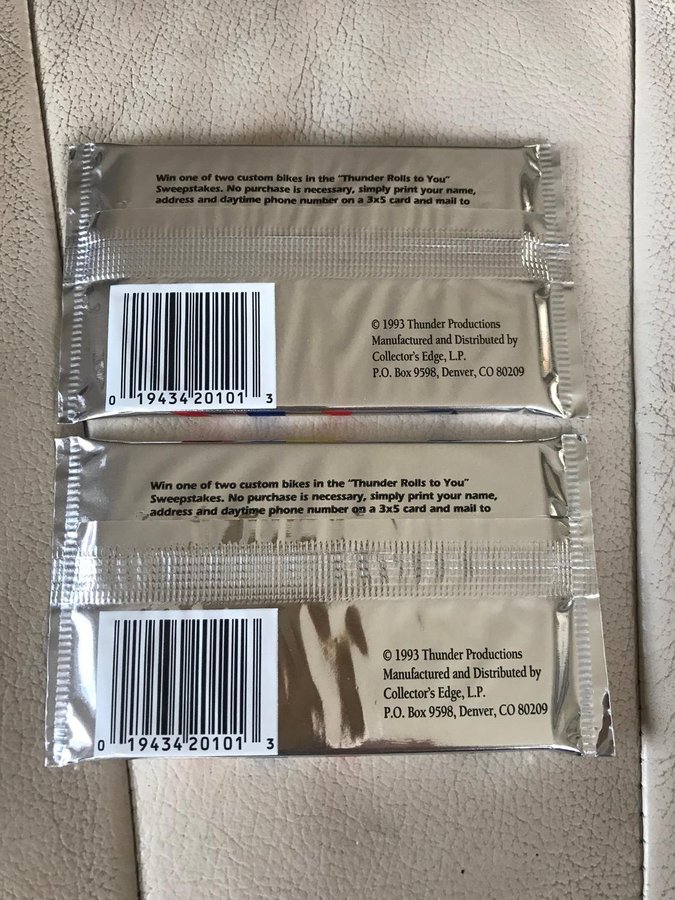 Win one of two custom bikes in the "Thunder Rolls to You"
Sweepstakes. No purchase is necessary, simply print your name,
address and daytime phone number on a 3x5 card and mail to
© 1993 Thunder Productions
Manufactured and Distributed by
Collector's Edge, L.P.
P.O. Box 9598, Denver, CO 80209
0 19434 20101 3
Win one of two custom bikes in the "Thunder Rolls to You"
Sweepstakes. No purchase is necessary, simply print your name,
address and daytime phone number on a 3x5 card and mail to
© 1993 Thunder Productions
Manufactured and Distributed by
Collector's Edge, L.P.
P.O. Box 9598, Denver, CO 80209
0 19434 20101 3